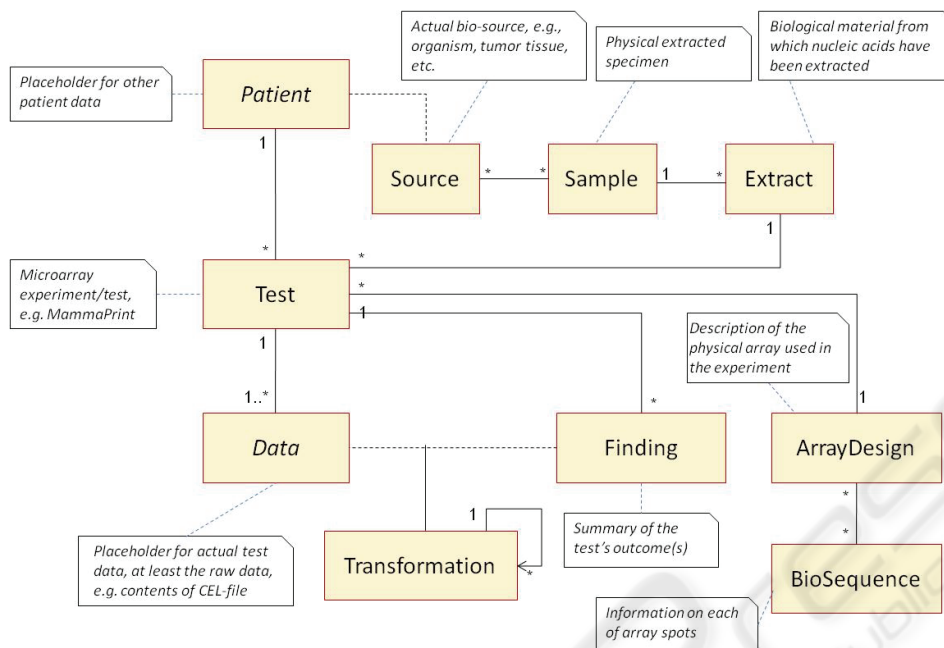 Actual bio-source, e.g.,
organism, tumor tissue,
etc.
Physical extracted
specimen
Biological material from
which nucleic acids have
been extracted
Placeholder for other
patient data
Patient
1
Source
*
*
Sample
1
*
Extract
1
*
*
Microarray
experiment/test,
e.g. MammaPrint
Test
*
1
1
Description of the
physical array used in
the experiment
1..*
*
1
Data
Finding
ArrayDesign
*
*
1
*
Transformation
Placeholder for actual test
data, at least the raw data,
e.g. contents of CEL-file
Summary of the
test's outcome(s)
BioSequence
Information on each
of array spots